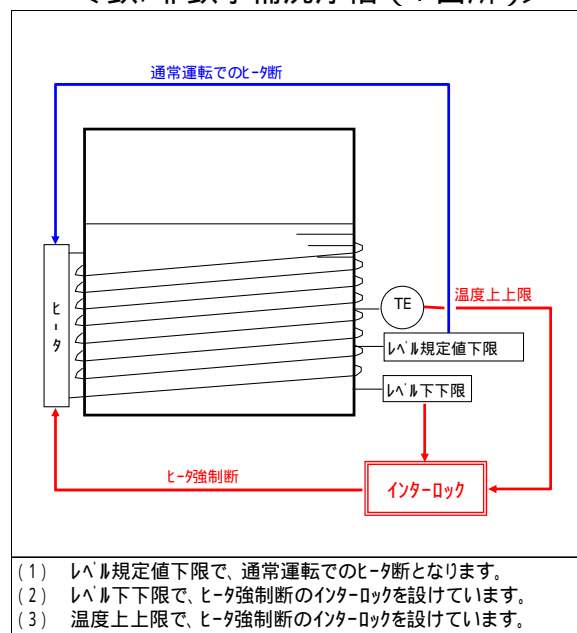 通常運転でのﾋｰﾀ断
ヒータ
TE
温度上上限
ﾚﾍﾞﾙ規定値下限
ﾚﾍﾞﾙ下下限
ﾋｰﾀ強制断
インターロック
(1) ﾚﾍﾞﾙ規定値下限で、通常運転でのﾋｰﾀ断となります。
(2) ﾚﾍﾞﾙ下下限で、ﾋｰﾀ強制断のｲﾝﾀｰﾛｯｸを設けています。
(3) 温度上上限で、ﾋｰﾀ強制断のｲﾝﾀｰﾛｯｸを設けています。